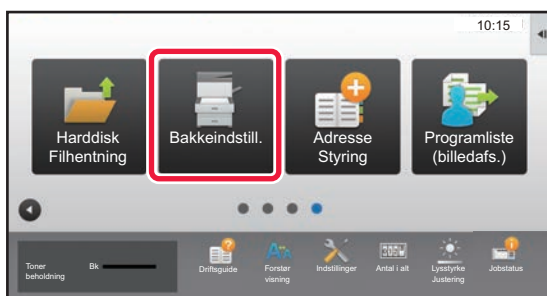 10:15
Harddisk
Filhentning
Bakkeindstill.
Adresse
Styring
Programliste
(billedafs.)
Toner
beholdning
Bk
Driftsguide
Forstør
visning
Indstillinger
Antal i alt
Lysstyrke
Justering
Jobstatus